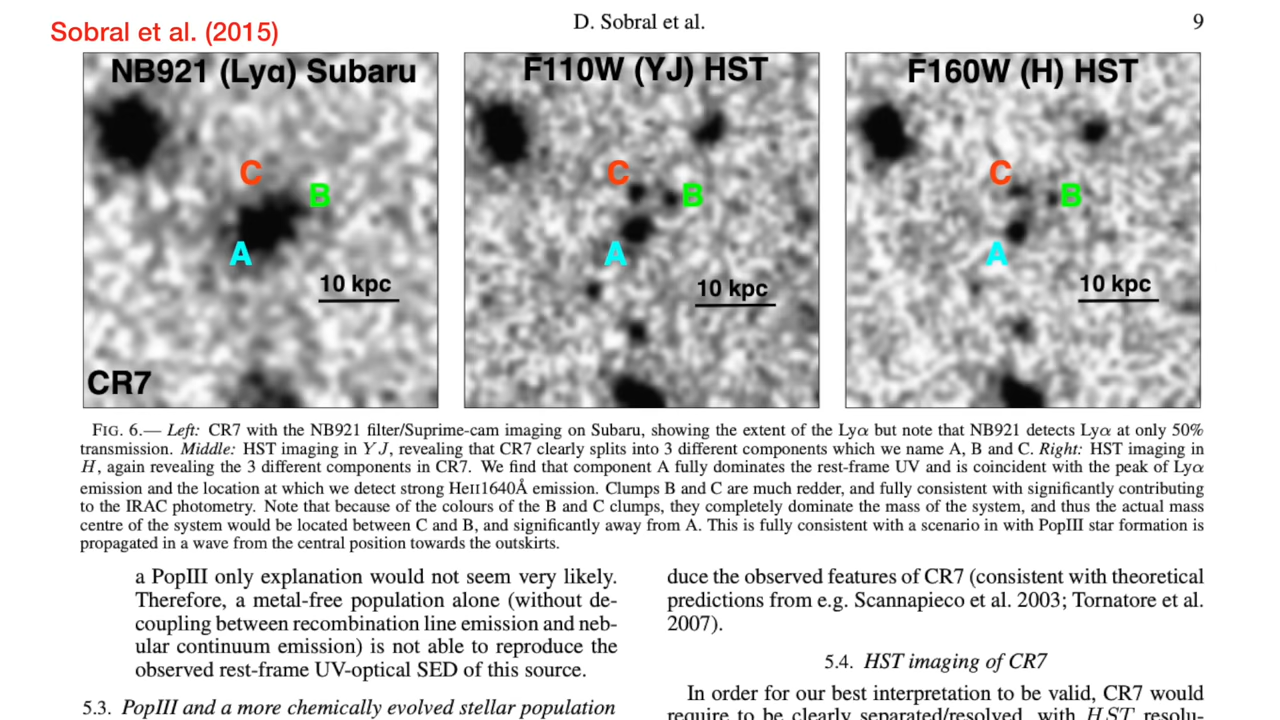 Sobral et al. (2015)
D. Sobral et al.
9
NB921 (Lyα) Subaru
C
B
A
10 kpc
CR7
F110W (YJ) HST
C
B
A
10 kpc
F160W (H) HST
C
B
A
10 kpc
FIG. 6.— Left: CR7 with the NB921 filter/Suprime-cam imaging on Subaru, showing the extent of the Lyα but note that NB921 detects Lyα at only 50%
transmission. Middle: HST imaging in Y J, revealing that CR7 clearly splits into 3 different components which we name A, B and C. Right: HST imaging in
H, again revealing the 3 different components in CR7. We find that component A fully dominates the rest-frame UV and is coincident with the peak of Lyα
emission and the location at which we detect strong HeII1640Å emission. Clumps B and C are much redder, and fully consistent with significantly contributing
to the IRAC photometry. Note that because of the colours of the B and C clumps, they completely dominate the mass of the system, and thus the actual mass
centre of the system would be located between C and B, and significantly away from A. This is fully consistent with a scenario in with PopIII star formation is
propagated in a wave from the central position towards the outskirts.
a PopIII only explanation would not seem very likely.
Therefore, a metal-free population alone (without de-
coupling between recombination line emission and neb-
ular continuum emission) is not able to reproduce the
observed rest-frame UV-optical SED of this source.
5.3. PopIII and a more chemically evolved stellar population
duce the observed features of CR7 (consistent with theoretical
predictions from e.g. Scannapieco et al. 2003; Tornatore et al.
2007).
5.4. HST imaging of CR7
In order for our best interpretation to be valid, CR7 would
require to be clearly separated/resolved, with HST resolu-